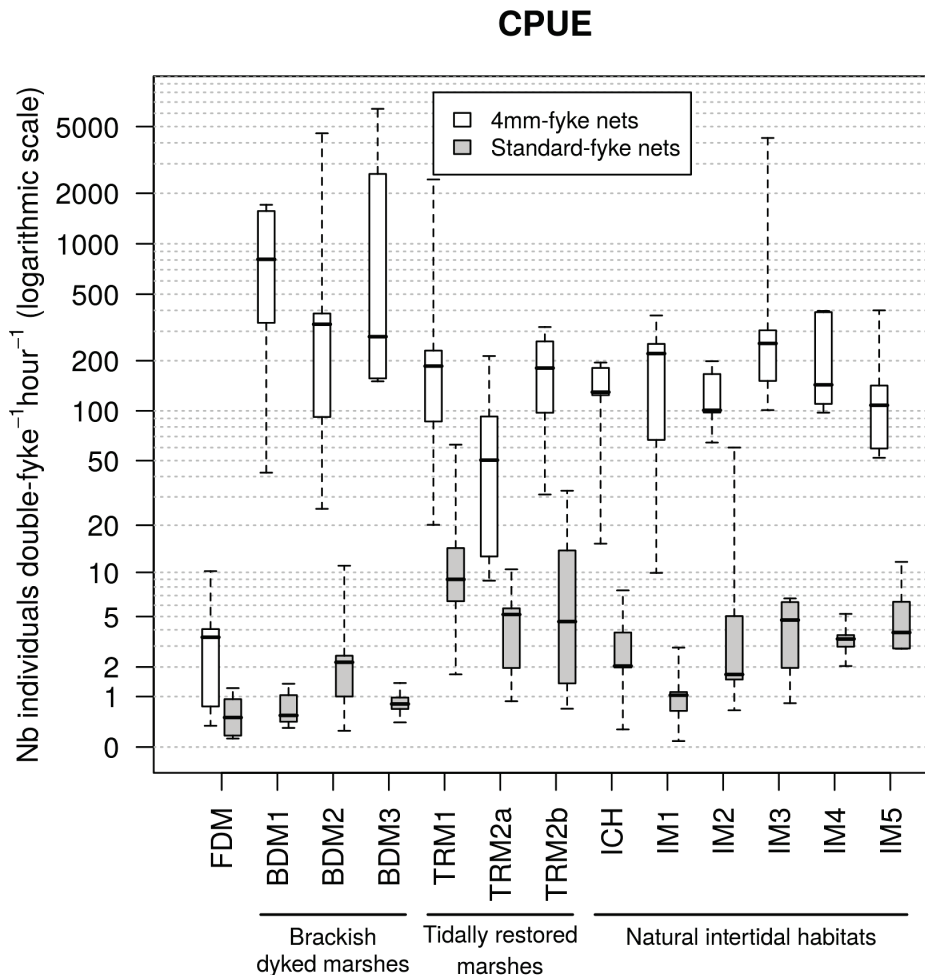 CPUE
Nb individuals double-fyke⁻¹hour⁻¹ (logarithmic scale)
5000
2000
1000
500
200
100
50
20
10
5
2
1
0
4mm-fyke nets
Standard-fyke nets
FDM
BDM1
BDM2
BDM3
TRM1
TRM2a
TRM2b
ICH
IM1
IM2
IM3
IM4
IM5
Brackish
dyked marshes
Tidally restored
marshes
Natural intertidal habitats